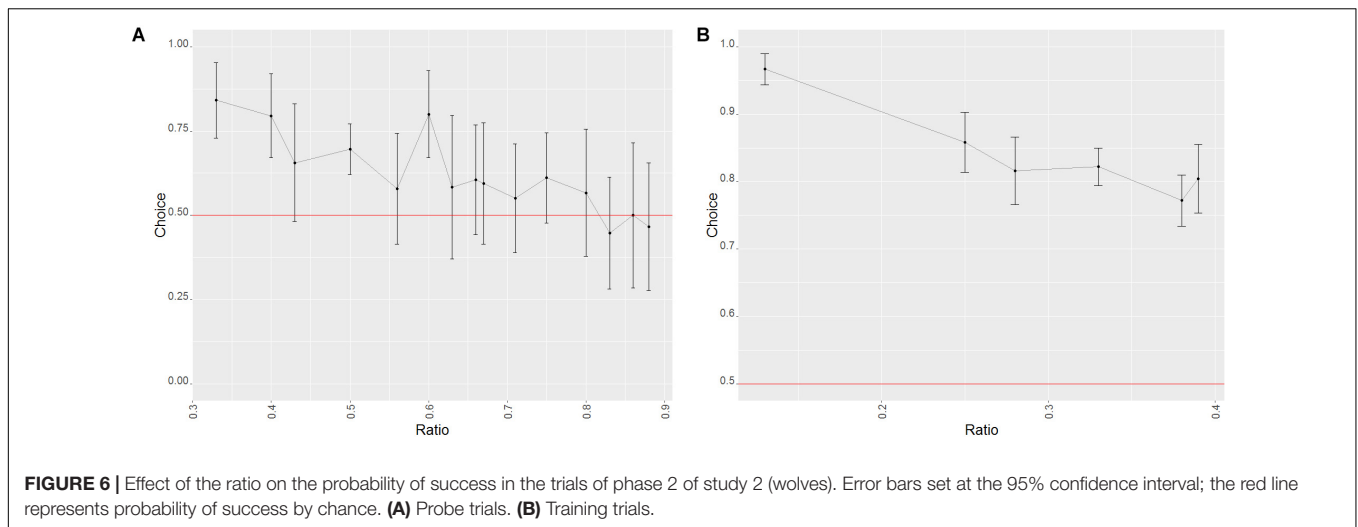 A
1.00
0.75
0.50
0.25
0.00
Choice
0.3
0.4
0.5
0.6
0.7
0.8
0.9
Ratio
B
1.0
0.9
0.8
0.7
0.6
0.5
Choice
0.2
0.3
0.4
Ratio
FIGURE 6 | Effect of the ratio on the probability of success in the trials of phase 2 of study 2 (wolves). Error bars set at the 95% confidence interval; the red line
represents probability of success by chance. (A) Probe trials. (B) Training trials.